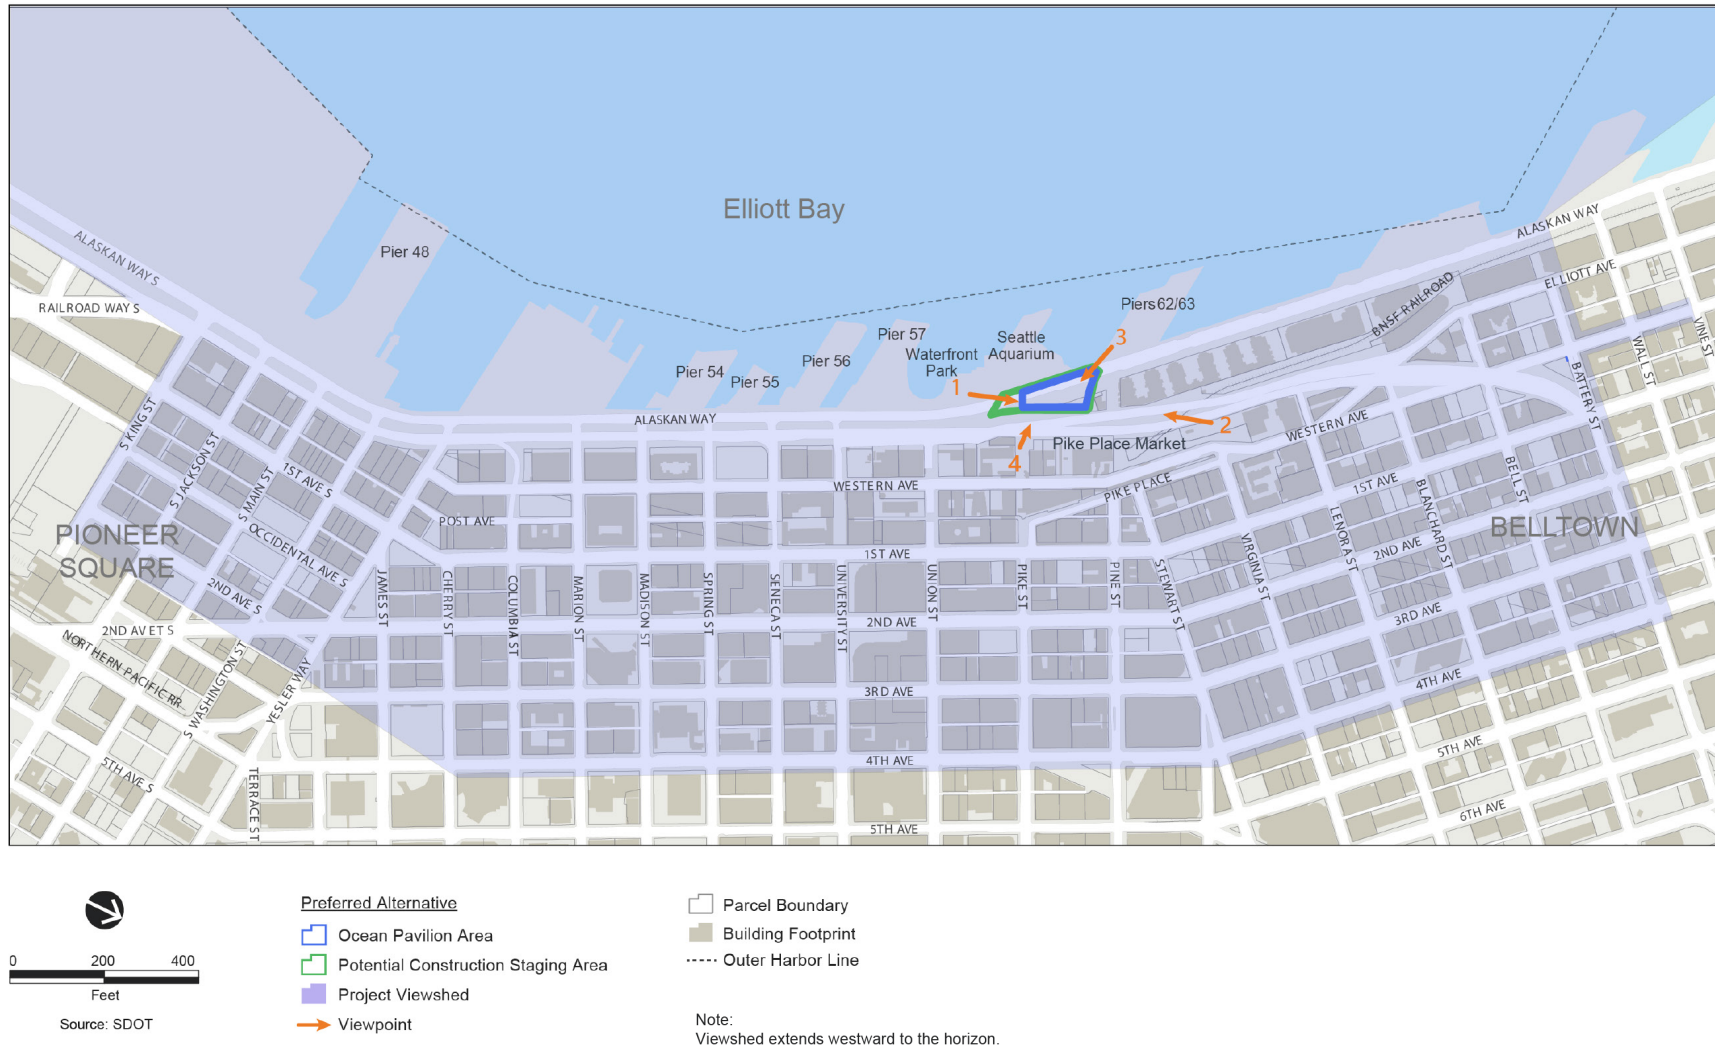 Elliott Bay
Pier 48
ALASKAN WAY S
ALASKAN WAY S
RAILROAD WAY S
Piers 62/63
Pier 57
Seattle
Aquarium
3
Waterfront
Park
Pier 56
Pier 54
Pier 55
1
ALASKAN WAY
2
4
Pike Place Market
ALASKAN WAY
ELLIOTT AVE
BNSF RAILROAD
VINE ST
WALL ST
BATTERY ST
WESTERN AVE
WESTERN AVE
PIKE PLACE
1ST AVE
BLANCHARD ST
BELL ST
BELLTOWN
LENORA ST
2ND AVE
VIRGINIA ST
3RD AVE
4TH AVE
5TH AVE
6TH AVE
S KING ST
S JACKSON ST
S MAIN ST
1ST AVE S
OCCIDENTAL AVE S
PIONEER
SQUARE
2ND AVE S
2ND AV ET S
NORTHERN PACIFIC RR
S WASHINGTON ST
YESLER WAY
5TH AVE S
TERRACE ST
POST AVE
1ST AVE
JAMES ST
CHERRY ST
COLUMBIA ST
MARION ST
MADISON ST
SPRING ST
SENECA ST
UNIVERSITY ST
UNION ST
PIKE ST
PINE ST
STEWART ST
2ND AVE
3RD AVE
4TH AVE
5TH AVE
0 200 400
Feet
Source: SDOT
Preferred Alternative
Ocean Pavilion Area
Potential Construction Staging Area
Project Viewshed
Viewpoint
Parcel Boundary
Building Footprint
Outer Harbor Line
Note:
Viewshed extends westward to the horizon.